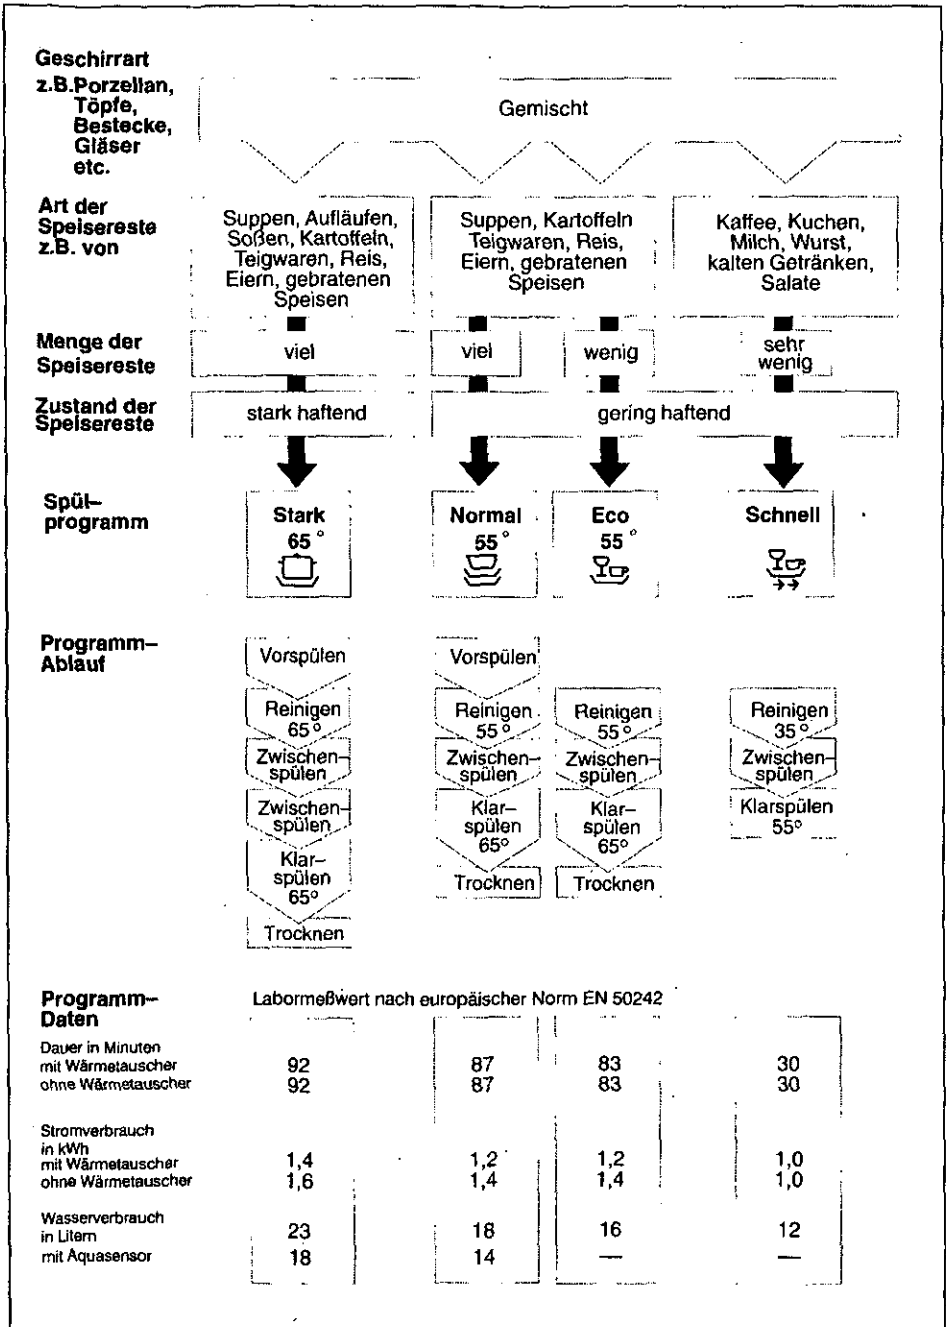 Geschirrart
z.B.Porzellan,
Töpfe,
Bestecke,
Gläser
etc.
Gemischt
Art der
Speisereste
z.B. von
Suppen, Aufläufen,
Soßen, Kartoffeln,
Teigwaren, Reis,
Eiern, gebratenen
Speisen
Suppen, Kartoffeln
Teigwaren, Reis,
Eiern, gebratenen
Speisen
Kaffee, Kuchen,
Milch, Wurst,
kalten Getränken,
Salate
Menge der
Speisereste
viel
viel
wenig
sehr
wenig
Zustand der
Speisereste
stark haftend
gering haftend
Spül–
programm
Stark
65 °
Normal
55 °
Eco
55 °
Schnell
Programm–
Ablauf
Vorspülen
Reinigen
65°
Zwischen–
spülen
Zwischen–
spülen
Klar–
spülen
65°
Trocknen
Vorspülen
Reinigen
55°
Zwischen–
spülen
Klar–
spülen
65°
Trocknen
Reinigen
55°
Zwischen–
spülen
Klar–
spülen
65°
Trocknen
Reinigen
35°
Zwischen–
spülen
Klarspülen
55°
Programm–
Daten
Labormeßwert nach europäischer Norm EN 50242
Dauer in Minuten
mit Wärmetauscher 92 87 83 30
ohne Wärmetauscher 92 87 83 30
Stromverbrauch
in kWh
mit Wärmetauscher 1,4 1,2 1,2 1,0
ohne Wärmetauscher 1,6 1,4 1,4 1,0
Wasserverbrauch
in Litern 23 18 16 12
mit Aquasensor 18 14 — —